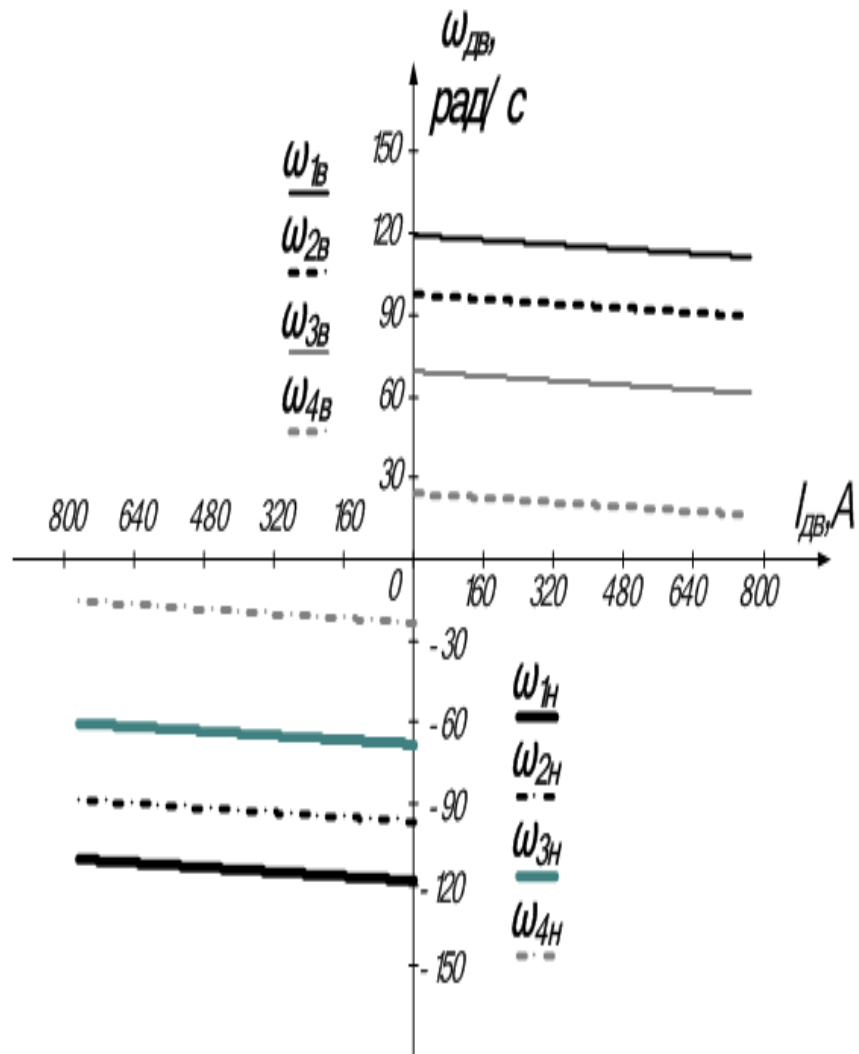 ω_ДВ,
рад/ с
150
ω_1В
120
ω_2В
90
ω_3В
60
ω_4В
30
800 640 480 320 160
I_ДВ, А
0
160 320 480 640 800
- 30
ω_1Н
- 60
ω_2Н
- 90
ω_3Н
- 120
ω_4Н
- 150